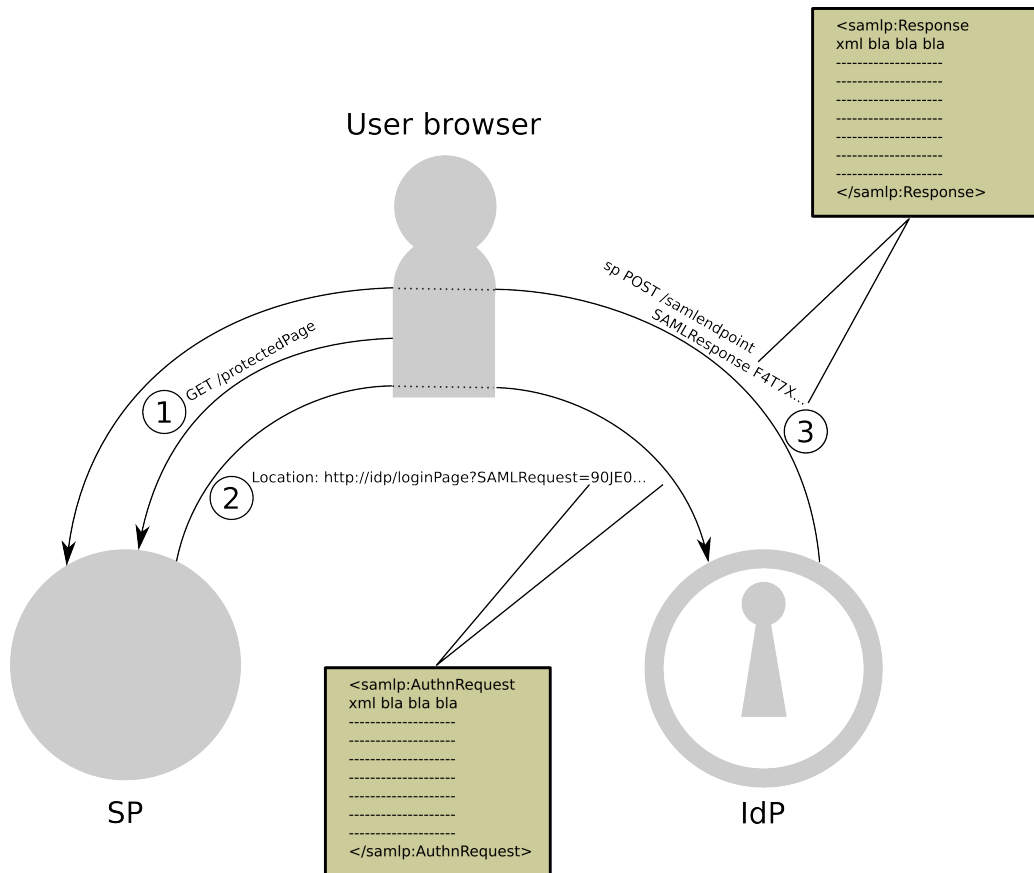 <samlp:Response
xml bla bla bla
--------------------
--------------------
--------------------
--------------------
--------------------
--------------------
--------------------
</samlp:Response>
User browser
sp POST /samlendpoint
SAMLResponse F4T7X...
GET /protectedPage
1
3
Location: http://idp/loginPage?SAMLRequest=90JE0...
2
<samlp:AuthnRequest
xml bla bla bla
--------------------
--------------------
--------------------
--------------------
--------------------
--------------------
--------------------
</samlp:AuthnRequest>
SP
IdP